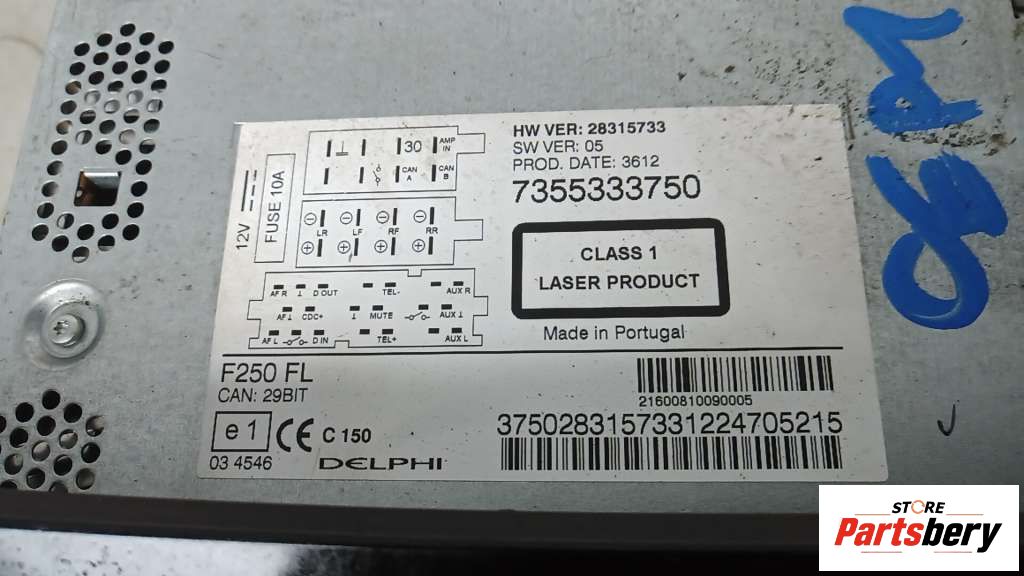 HW VER: 28315733
SW VER: 05
PROD. DATE: 3612
7355333750
30 AMP IN
CAN A CAN B
12V
FUSE 10A
LR LF RF RR
AF R D OUT TEL- AUX R
AF CDC+ MUTE AUX
AF L D IN TEL+ AUX L
CLASS 1
LASER PRODUCT
Made in Portugal
F250 FL
CAN: 29BIT
21600810090005
3750283157331224705215
e 1 CE C 150
03 4546 DELPHI
STORE
Partsbery